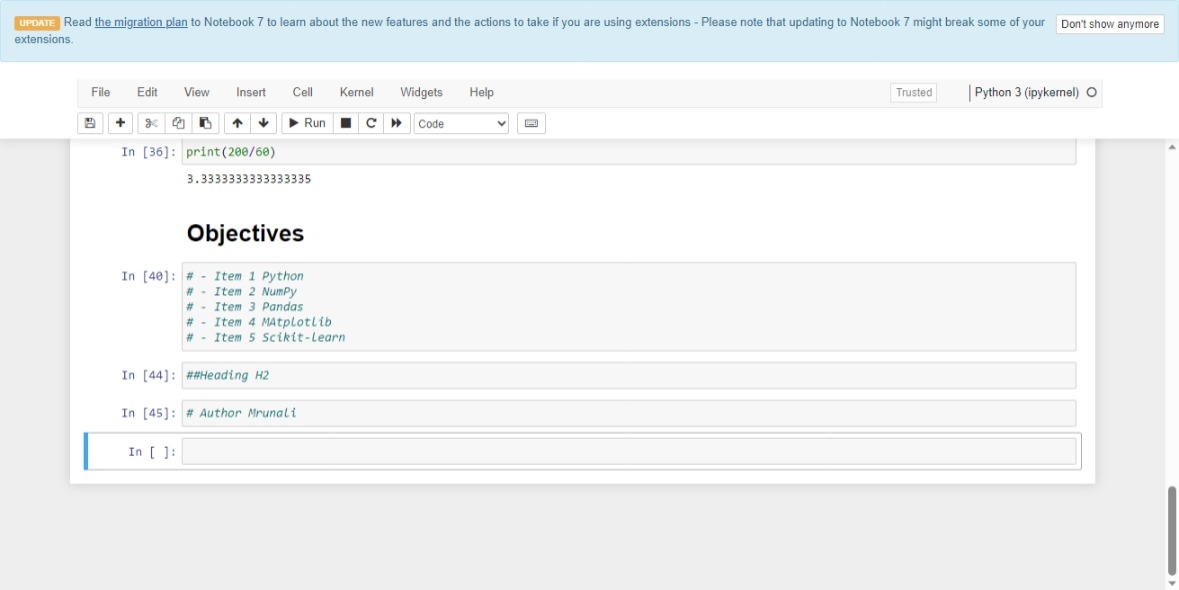 UPDATE Read the migration plan to Notebook 7 to learn about the new features and the actions to take if you are using extensions - Please note that updating to Notebook 7 might break some of your
extensions.
Don't show anymore
File Edit View Insert Cell Kernel Widgets Help
Trusted
Python 3 (ipykernel)
Run
Code
In [36]: print(200/60)
3.3333333333333335
Objectives
In [40]: # - Item 1 Python
# - Item 2 NumPy
# - Item 3 Pandas
# - Item 4 MAtplotlib
# - Item 5 Scikit-learn
In [44]: ##Heading H2
In [45]: # Author Mrunali
In [ ]: